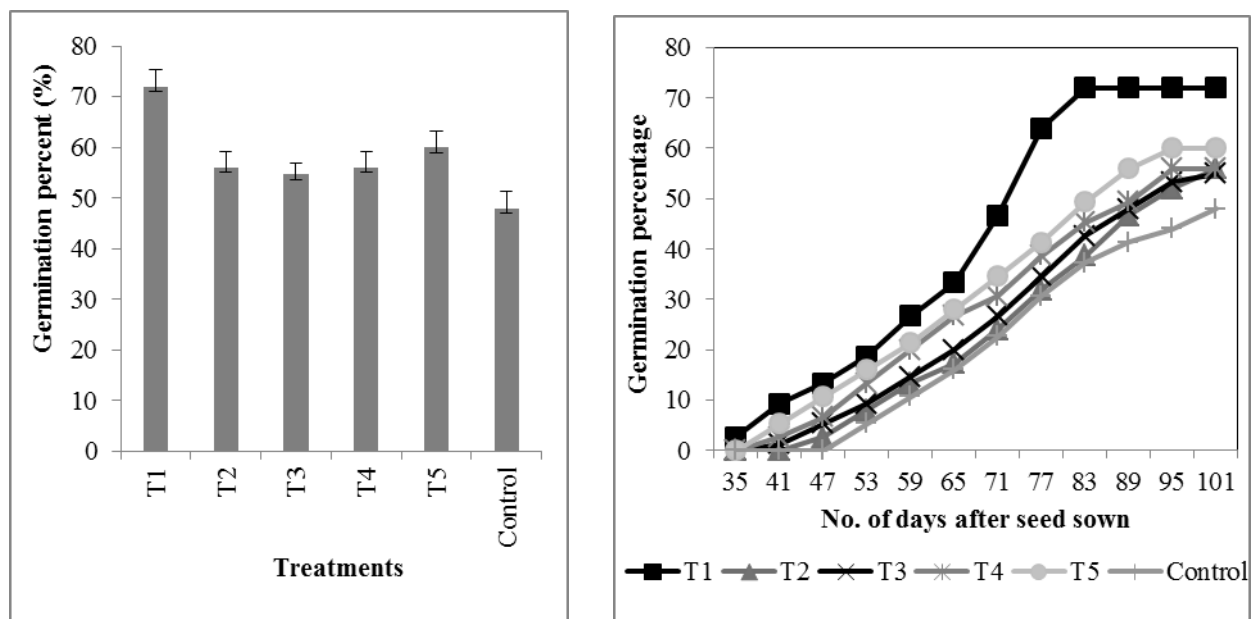 Germination percent (%)
80
70
60
50
40
30
20
10
0
T1
T2
T3
T4
T5
Control
Treatments
Germination percentage
80
70
60
50
40
30
20
10
0
35 41 47 53 59 65 71 77 83 89 95 101
No. of days after seed sown
T1 T2 T3 T4 T5 Control